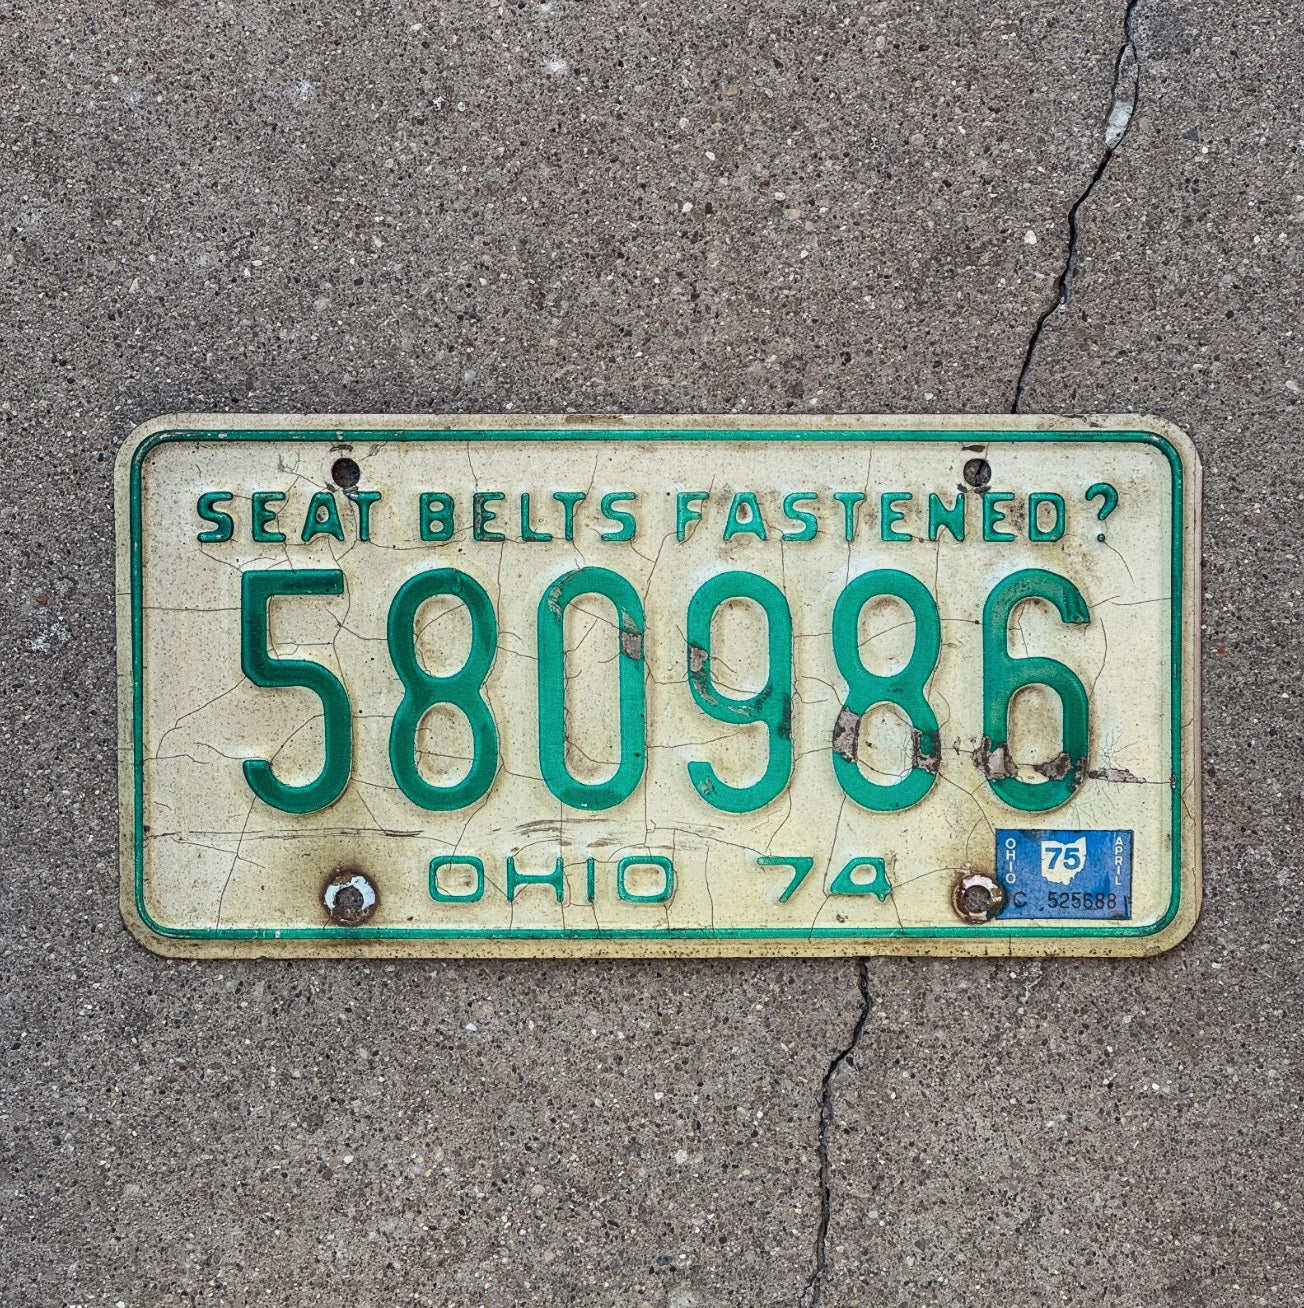 SEAT BELTS FASTENED?
580986
OHIO 74
OHIO 75 APRIL
C 525688